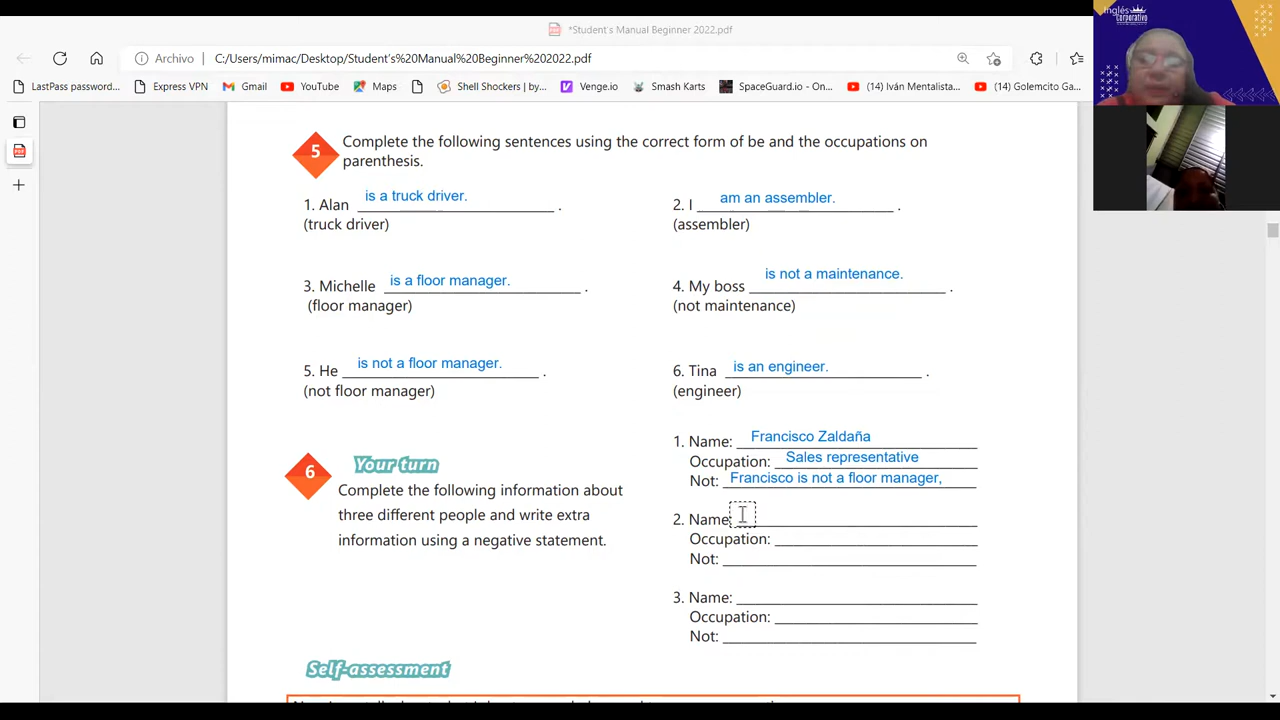 *Student's Manual Beginner 2022.pdf
Archivo C:/Users/mimac/Desktop/Student's%20Manual%20Beginner%202022.pdf
LastPass password... Express VPN Gmail YouTube Maps Shell Shockers | by... Venge.io Smash Karts SpaceGuard.io - On... (14) Iván Mentalista... (14) Golemcito Ga...
Inglés
Corporativo
5 Complete the following sentences using the correct form of be and the occupations on
parenthesis.
1. Alan is a truck driver. .
(truck driver)
2. I am an assembler. .
(assembler)
3. Michelle is a floor manager. .
(floor manager)
4. My boss is not a maintenance. .
(not maintenance)
5. He is not a floor manager. .
(not floor manager)
6. Tina is an engineer. .
(engineer)
6 Your turn
Complete the following information about
three different people and write extra
information using a negative statement.
1. Name: Francisco Zaldaña
Occupation: Sales representative
Not: Francisco is not a floor manager,
2. Name:
Occupation:
Not:
3. Name:
Occupation:
Not:
Self-assessment